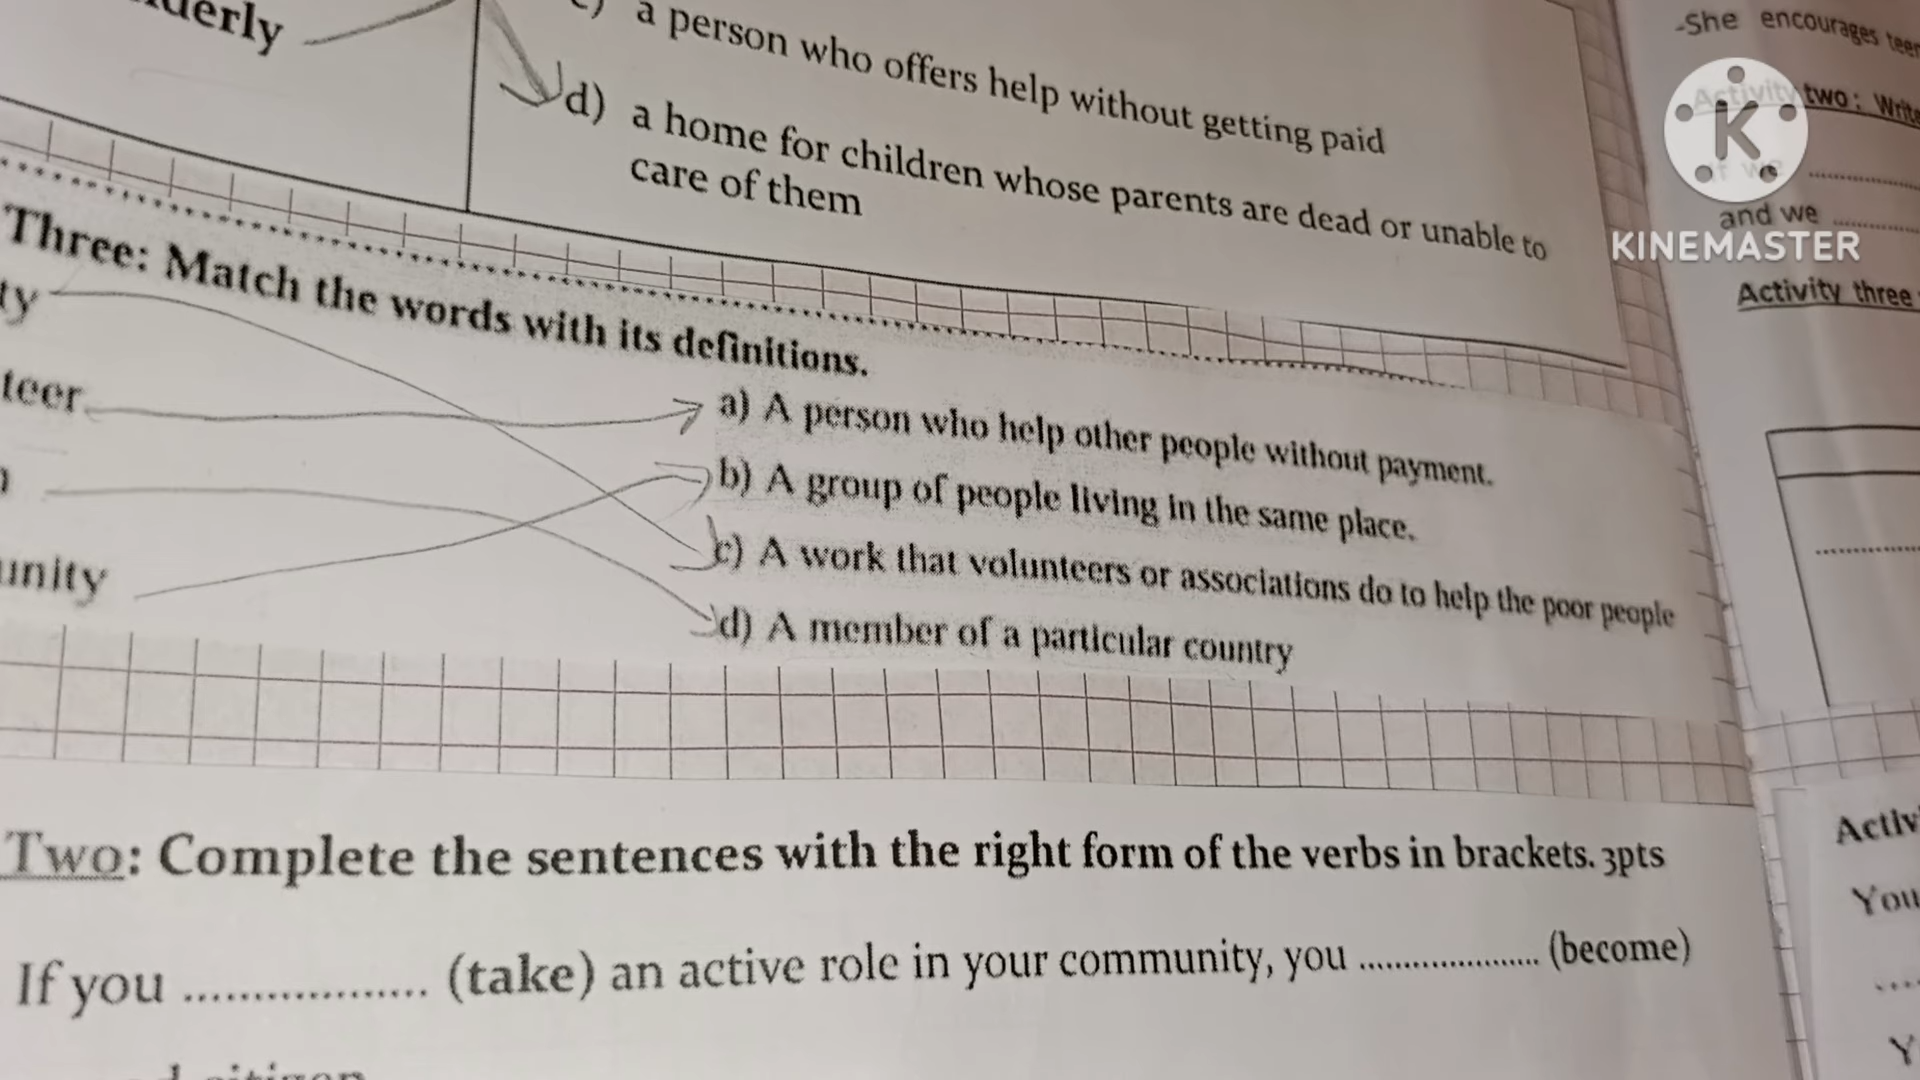 c) a person who offers help without getting paid
d) a home for children whose parents are dead or unable to
care of them
Three: Match the words with its definitions.
ty
teer
unity
a) A person who help other people without payment.
b) A group of people living in the same place.
c) A work that volunteers or associations do to help the poor people
d) A member of a particular country
Two: Complete the sentences with the right form of the verbs in brackets. 3pts
If you .................. (take) an active role in your community, you .................... (become)
-She encourages
Activity two: Write
and we ..............
Activity three
KINEMASTER
You